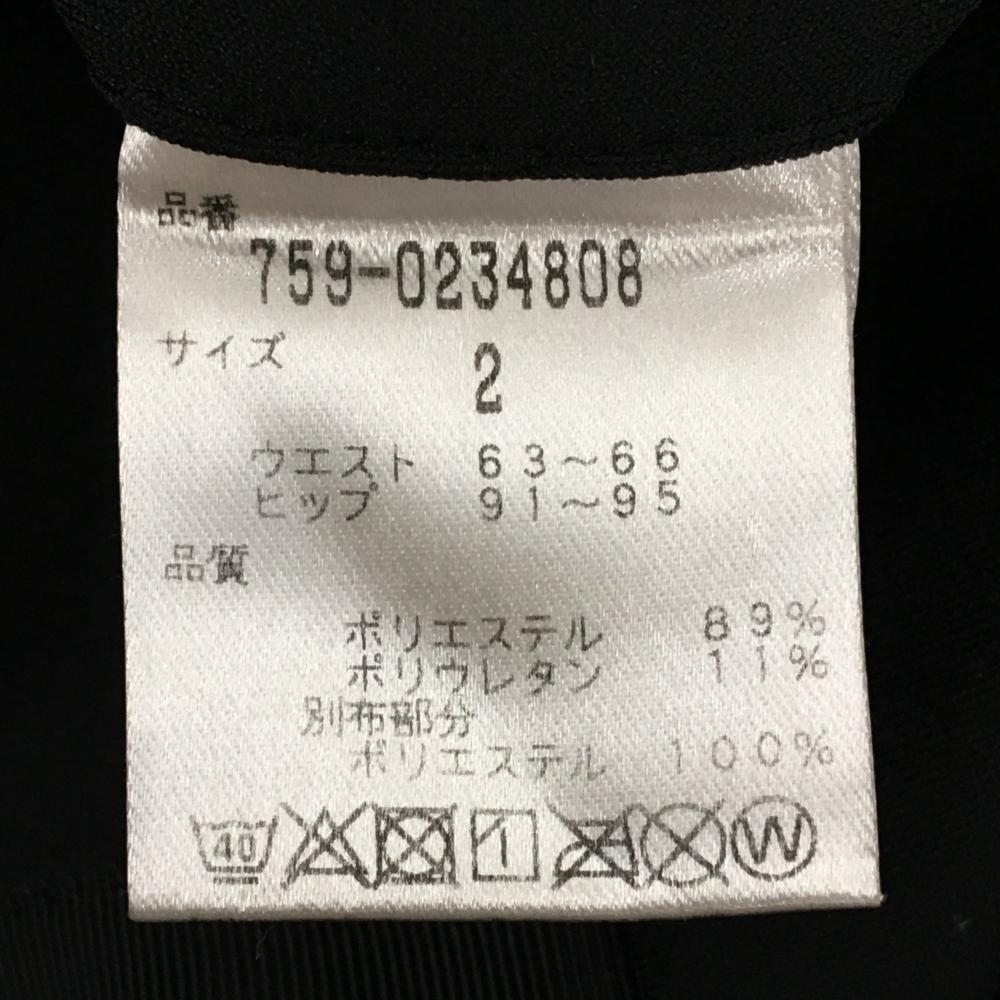 品番
759-0234808
サイズ 2
ウエスト 63～66
ヒップ 91～95
品質
ポリエステル 89%
ポリウレタン 11%
別布部分
ポリエステル 100%
40 1 W